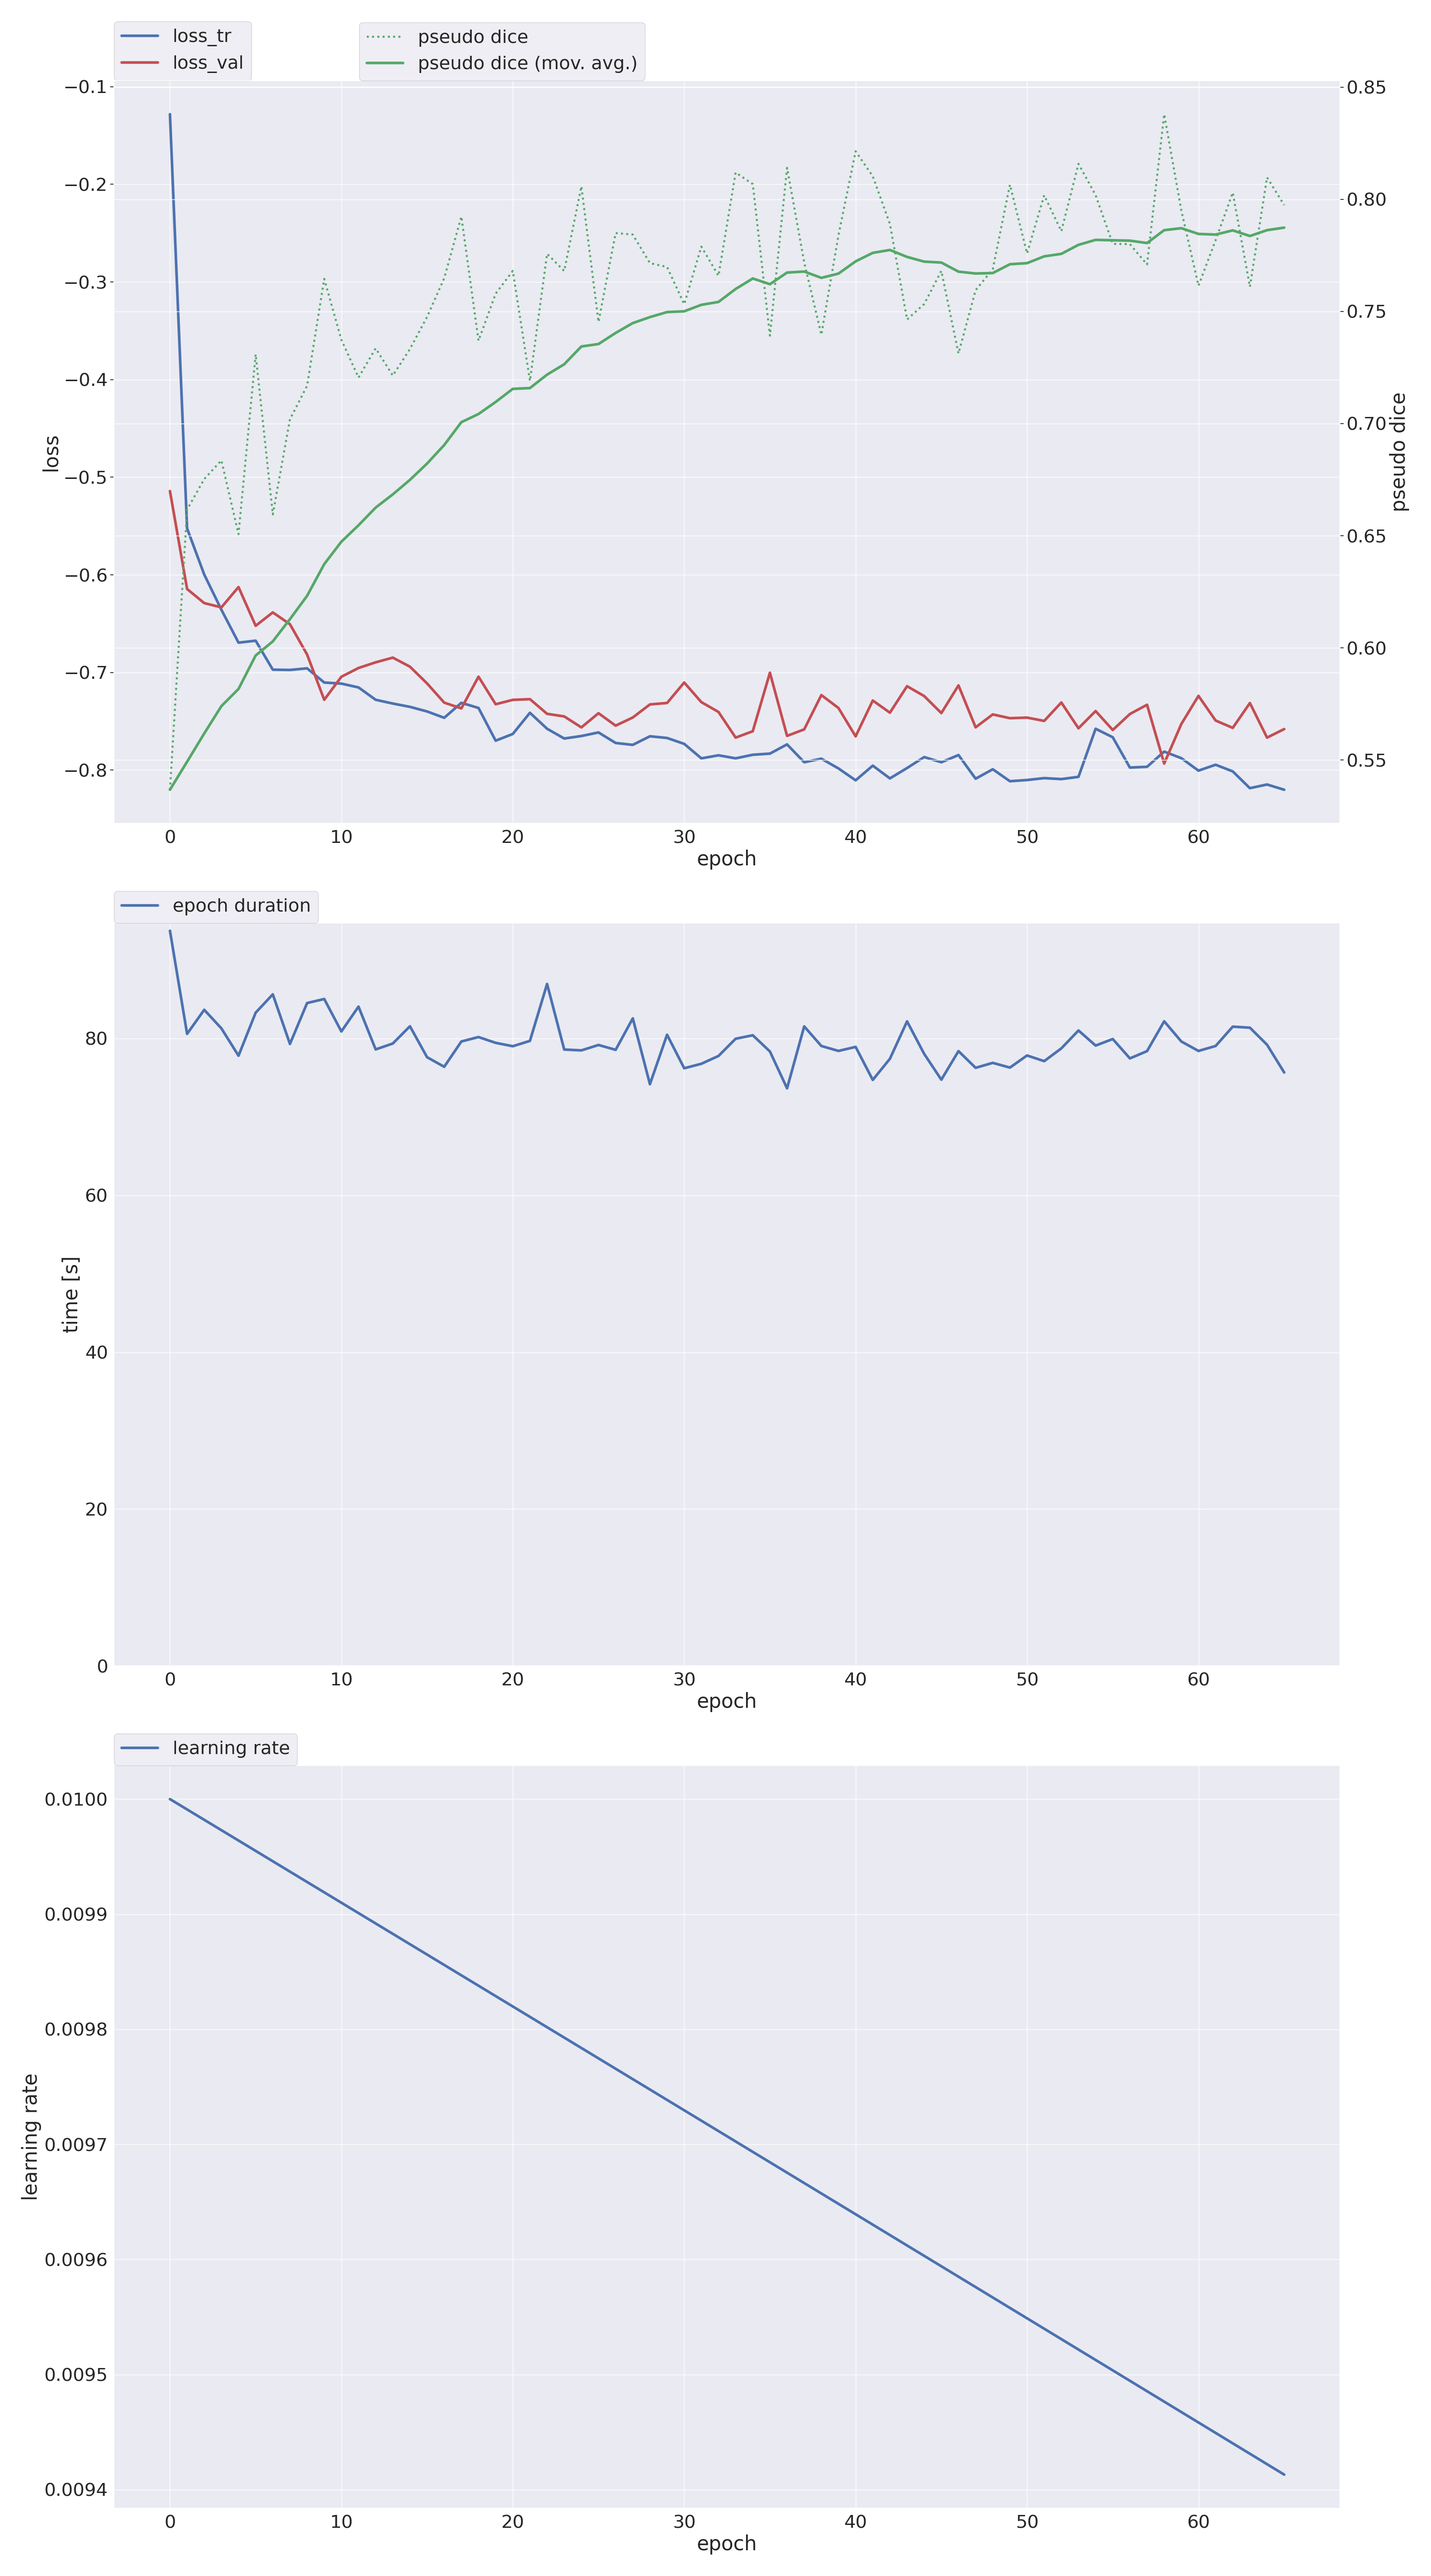 loss_tr
loss_val
pseudo dice
pseudo dice (mov. avg.)
−0.1
−0.2
−0.3
−0.4
−0.5
−0.6
−0.7
−0.8
loss
0.85
0.80
0.75
0.70
0.65
0.60
0.55
pseudo dice
0 10 20 30 40 50 60
epoch
epoch duration
80
60
40
20
0
time [s]
0 10 20 30 40 50 60
epoch
learning rate
0.0100
0.0099
0.0098
0.0097
0.0096
0.0095
0.0094
learning rate
0 10 20 30 40 50 60
epoch